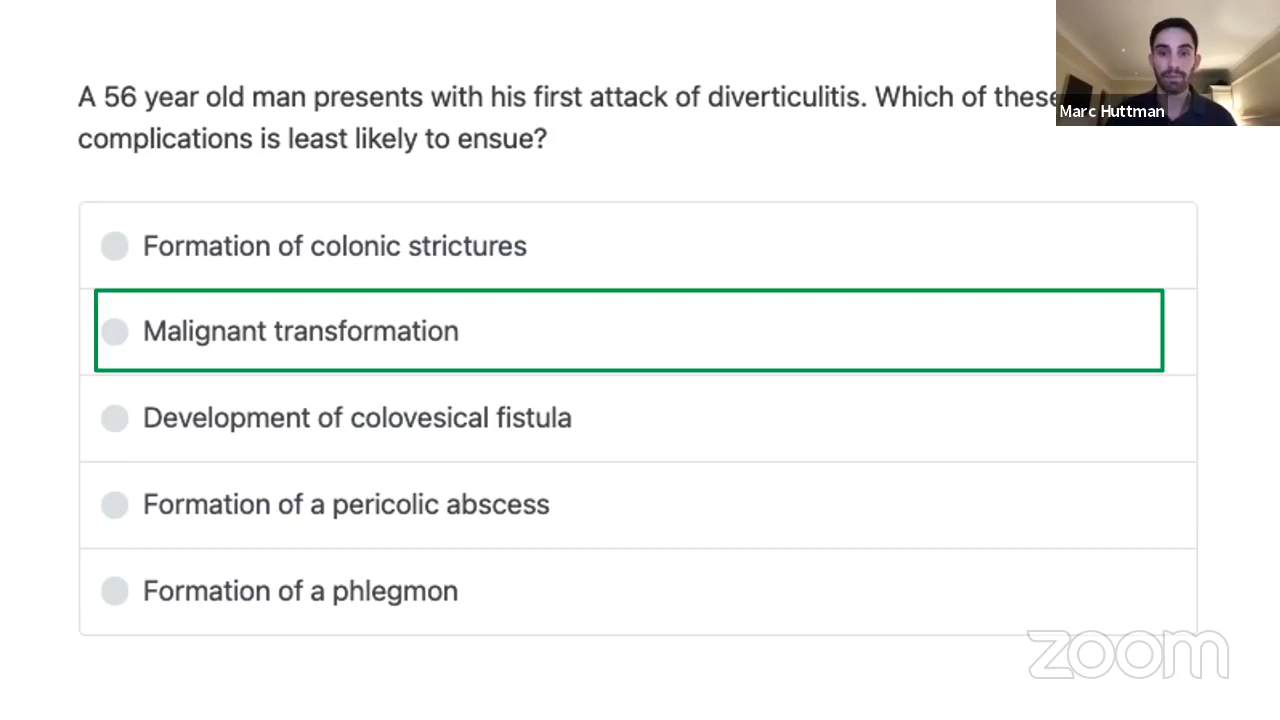 A 56 year old man presents with his first attack of diverticulitis. Which of these
complications is least likely to ensue?
Marc Huttman
Formation of colonic strictures
Malignant transformation
Development of colovesical fistula
Formation of a pericolic abscess
Formation of a phlegmon
zoom